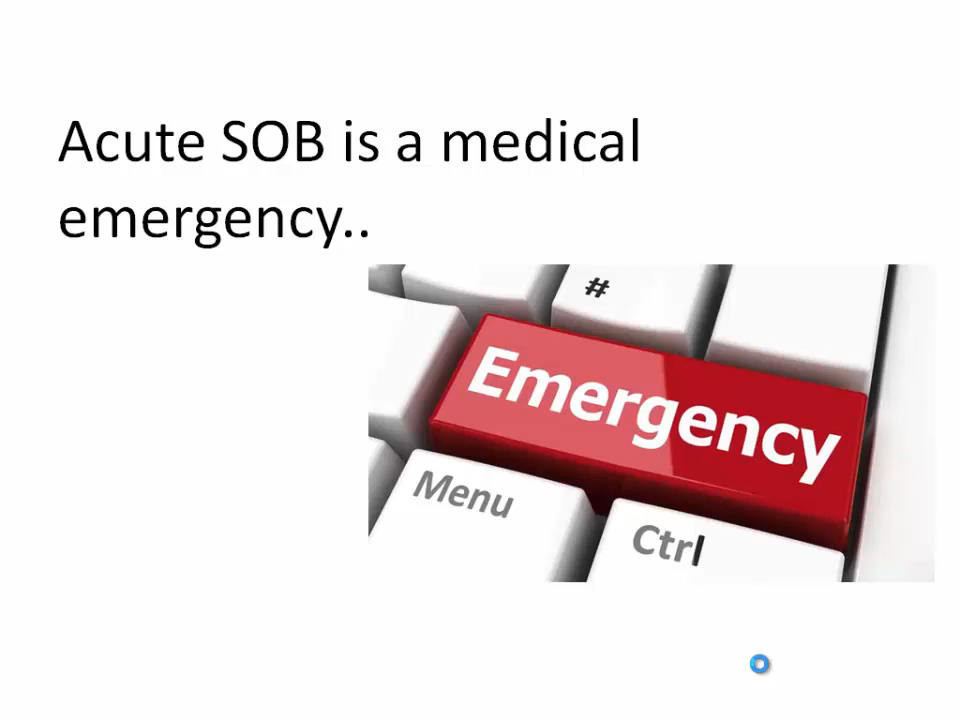 Acute SOB is a medical
emergency..
#
Emergency
Menu
Ctrl